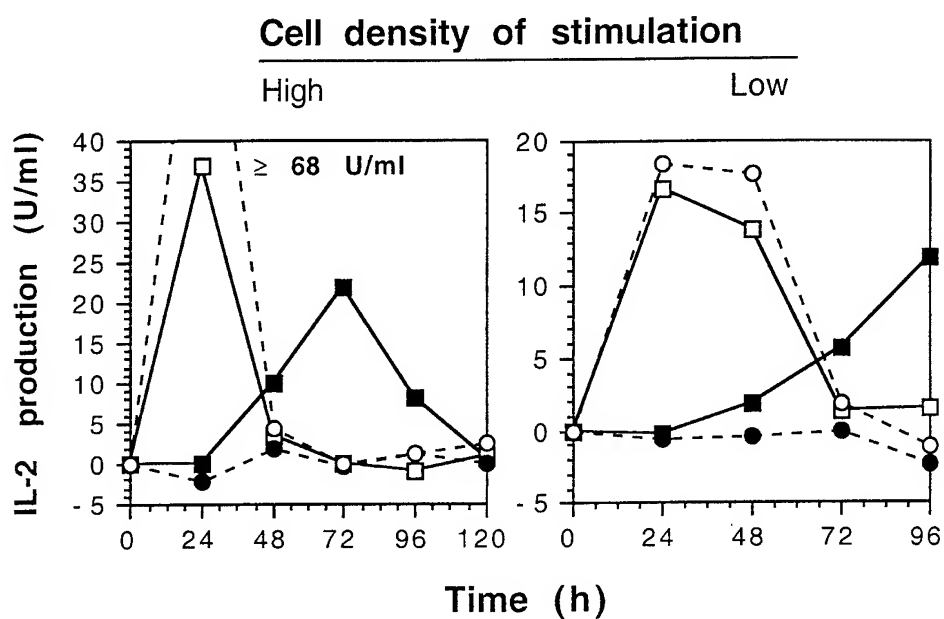 Cell density of stimulation
High Low
IL-2 production (U/ml)
40
35
30
25
20
15
10
5
0
- 5
≥ 68 U/ml
0 24 48 72 96 120
20
15
10
5
0
- 5
0 24 48 72 96
Time (h)